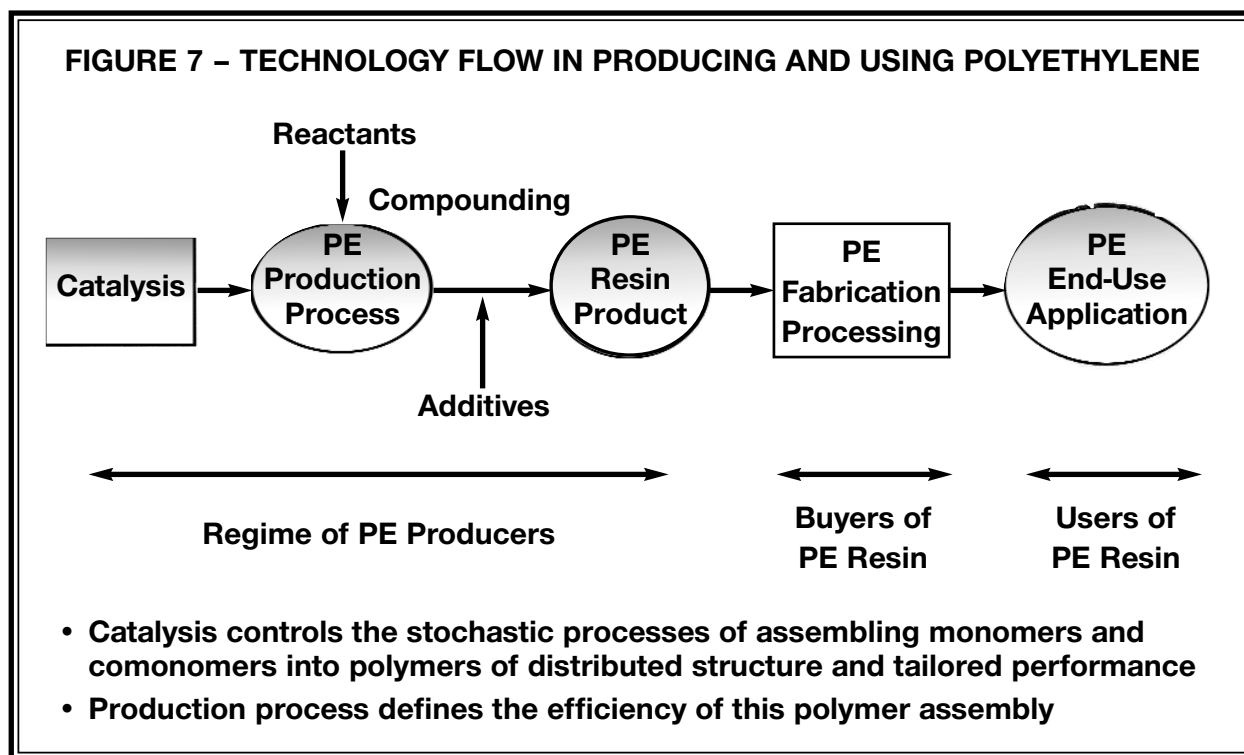 FIGURE 7 – TECHNOLOGY FLOW IN PRODUCING AND USING POLYETHYLENE
Reactants
Compounding
Catalysis
PE
Production
Process
PE
Resin
Product
PE
Fabrication
Processing
PE
End-Use
Application
Additives
Regime of PE Producers
Buyers of
PE Resin
Users of
PE Resin
• Catalysis controls the stochastic processes of assembling monomers and
comonomers into polymers of distributed structure and tailored performance
• Production process defines the efficiency of this polymer assembly